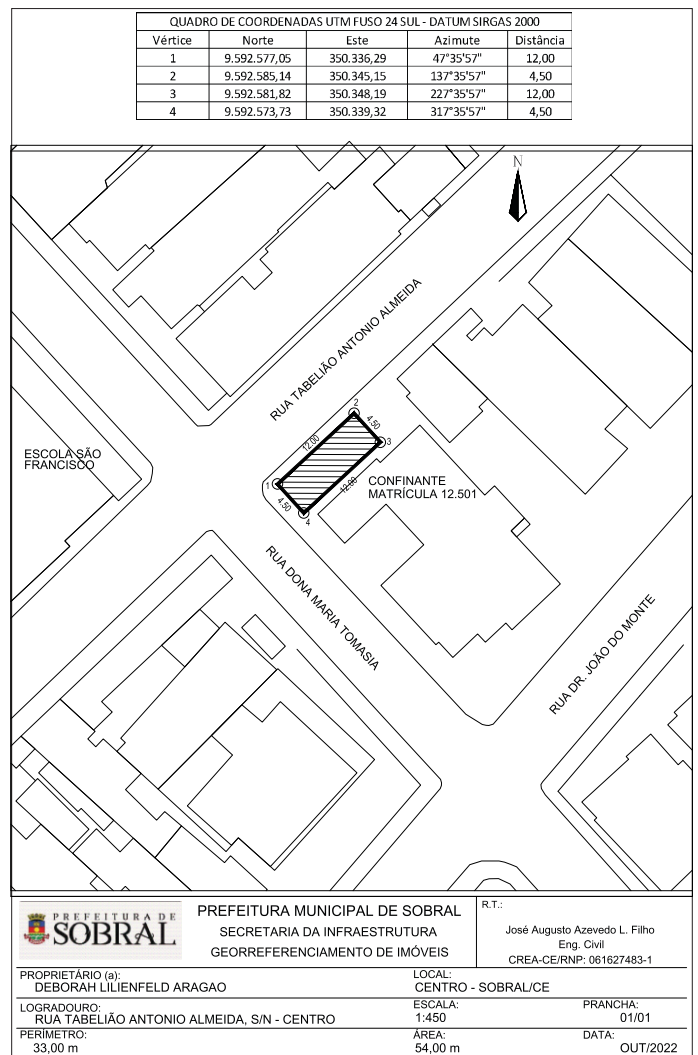 QUADRO DE COORDENADAS UTM FUSO 24 SUL - DATUM SIRGAS 2000
Vértice Norte Este Azimute Distância
1 9.592.577,05 350.336,29 47°35'57" 12,00
2 9.592.585,14 350.345,15 137°35'57" 4,50
3 9.592.581,82 350.348,19 227°35'57" 12,00
4 9.592.573,73 350.339,32 317°35'57" 4,50
N
RUA TABELIÃO ANTONIO ALMEIDA
2
4.50
3
12.00
ESCOLA SÃO
FRANCISCO
CONFINANTE
MATRÍCULA 12.501
12.00
1
4.50
4
RUA DONA MARIA TOMASIA
RUA DR. JOÃO DO MONTE
PREFEITURA DE
SOBRAL
PREFEITURA MUNICIPAL DE SOBRAL
SECRETARIA DA INFRAESTRUTURA
GEORREFERENCIAMENTO DE IMÓVEIS
R.T.:
José Augusto Azevedo L. Filho
Eng. Civil
CREA-CE/RNP: 061627483-1
PROPRIETÁRIO (a):
DEBORAH LILIENFELD ARAGAO
LOCAL:
CENTRO - SOBRAL/CE
LOGRADOURO:
RUA TABELIÃO ANTONIO ALMEIDA, S/N - CENTRO
ESCALA:
1:450
PRANCHA:
01/01
PERÍMETRO:
33,00 m
ÁREA:
54,00 m
DATA:
OUT/2022